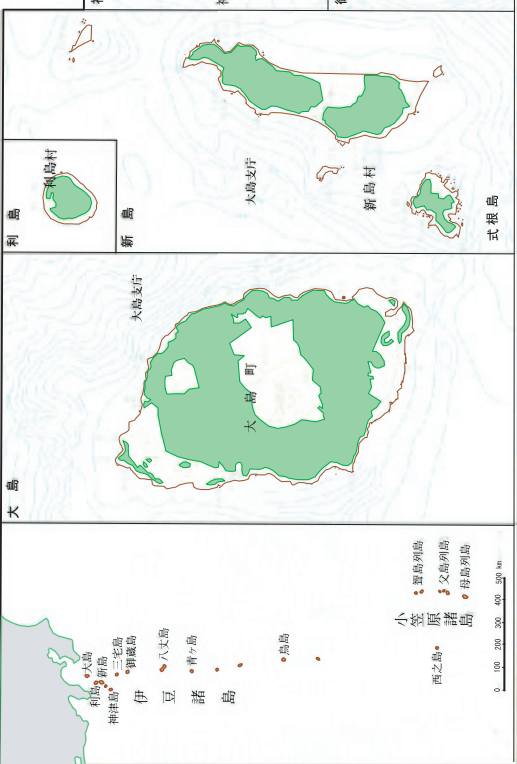 利島
利島村
新島
大島支庁
新島村
式根島
大島
大島支庁
大島町
大島
利島
新島
神津島
三宅島
御蔵島
八丈島
青ヶ島
伊豆諸島
鳥島
小笠原諸島
聟島列島
父島列島
母島列島
西之島
0 100 200 300 400 500 km